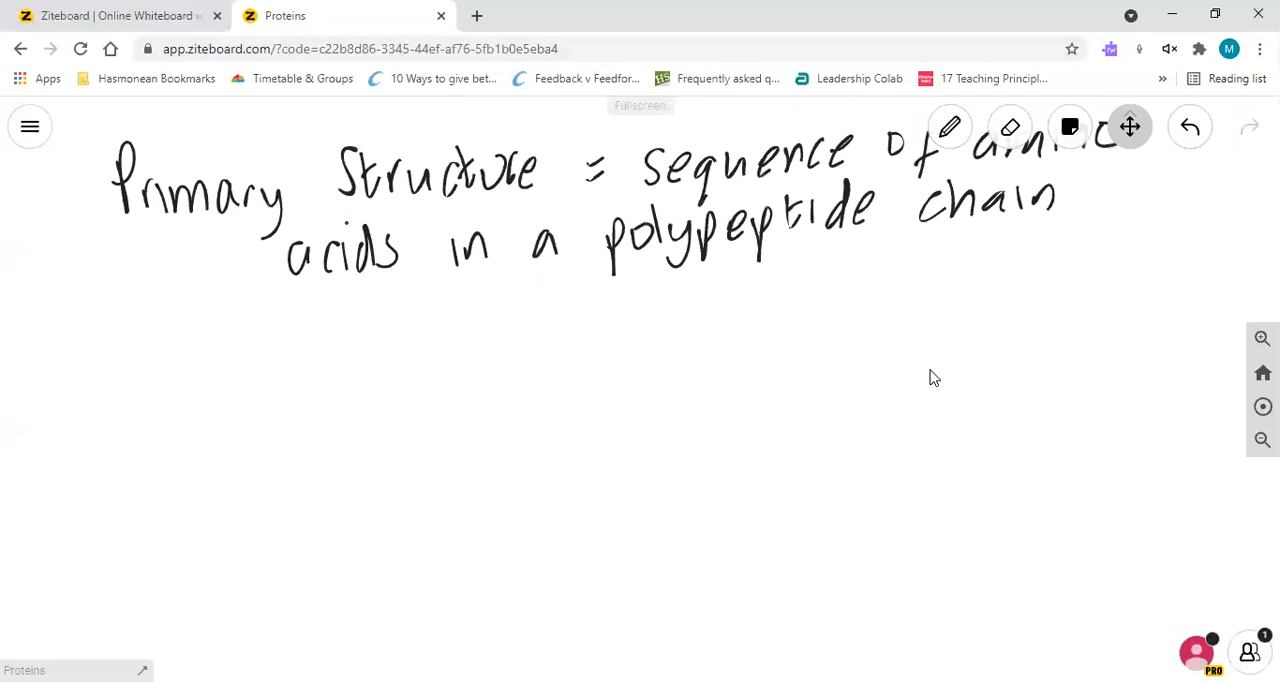 Ziteboard | Online Whiteboard w
Proteins
app.ziteboard.com/?code=c22b8d86-3345-44ef-af76-5fb1b0e5eba4
M
Apps Hasmonean Bookmarks Timetable & Groups 10 Ways to give bet... Feedback v Feedfor... Frequently asked q... Leadership Colab 17 Teaching Principl... » Reading list
Fullscreen
Primary Structure = sequence of amino
acids in a polypeptide chain
Proteins
1
PRO